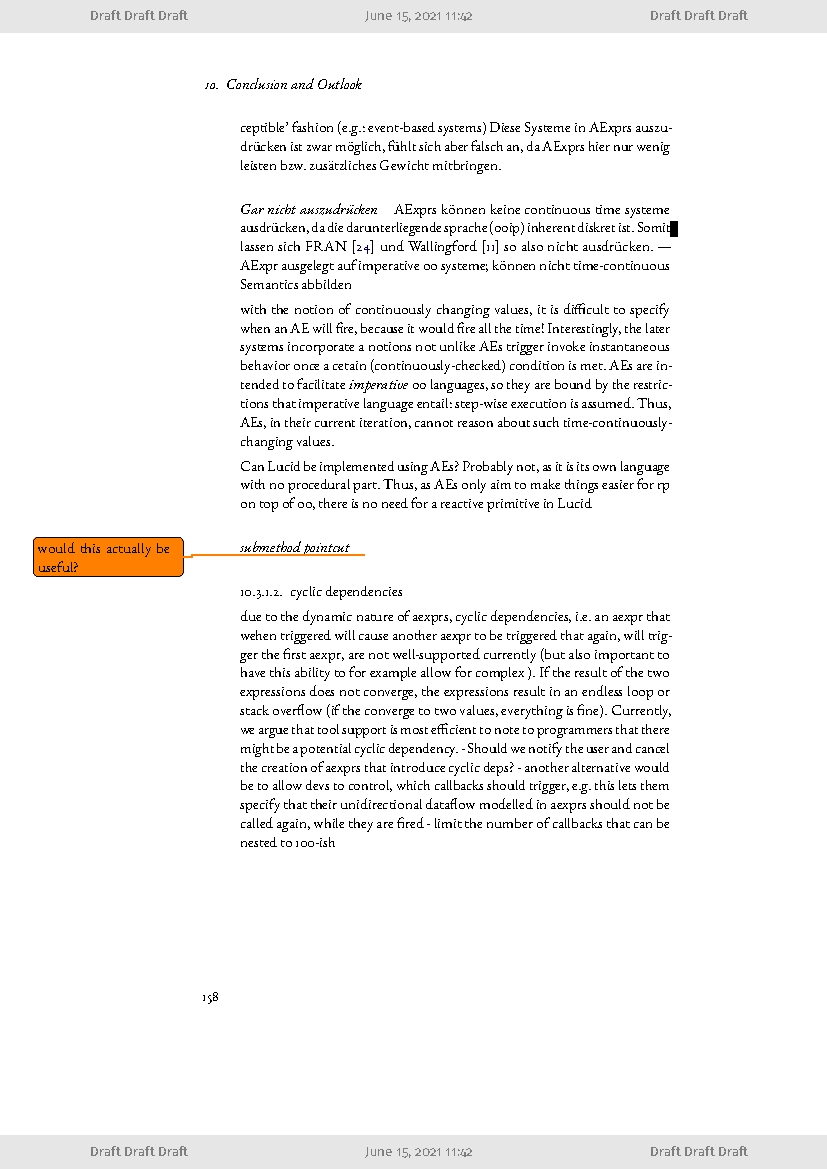 Draft Draft Draft June 15, 2021 11:42 Draft Draft Draft
10. Conclusion and Outlook
ceptible’ fashion (e.g.: event-based systems) Diese Systeme in AExprs auszu-
drücken ist zwar möglich, fühlt sich aber falsch an, da AExprs hier nur wenig
leisten bzw. zusätzliches Gewicht mitbringen.
Gar nicht auszudrücken AExprs können keine continuous time systeme
ausdrücken, da die darunterliegende sprache (ooip) inherent diskret ist. Somit
lassen sich FRAN [24] und Wallingford [11] so also nicht ausdrücken. —
AExpr ausgelegt auf imperative oo systeme; können nicht time-continuous
Semantics abbilden
with the notion of continuously changing values, it is difficult to specify
when an AE will fire, because it would fire all the time! Interestingly, the later
systems incorporate a notions not unlike AEs trigger invoke instantaneous
behavior once a cetain (continuously-checked) condition is met. AEs are in-
tended to facilitate imperative oo languages, so they are bound by the restric-
tions that imperative language entail: step-wise execution is assumed. Thus,
AEs, in their current iteration, cannot reason about such time-continuously-
changing values.
Can Lucid be implemented using AEs? Probably not, as it is its own language
with no procedural part. Thus, as AEs only aim to make things easier for rp
on top of oo, there is no need for a reactive primitive in Lucid
would this actually be
useful?
submethod pointcut
10.3.1.2. cyclic dependencies
due to the dynamic nature of aexprs, cyclic dependencies, i.e. an aexpr that
wehen triggered will cause another aexpr to be triggered that again, will trig-
ger the first aexpr, are not well-supported currently (but also important to
have this ability to for example allow for complex ). If the result of the two
expressions does not converge, the expressions result in an endless loop or
stack overflow (if the converge to two values, everything is fine). Currently,
we argue that tool support is most efficient to note to programmers that there
might be a potential cyclic dependency. - Should we notify the user and cancel
the creation of aexprs that introduce cyclic deps? - another alternative would
be to allow devs to control, which callbacks should trigger, e.g. this lets them
specify that their unidirectional dataflow modelled in aexprs should not be
called again, while they are fired - limit the number of callbacks that can be
nested to 100-ish
158
Draft Draft Draft June 15, 2021 11:42 Draft Draft Draft